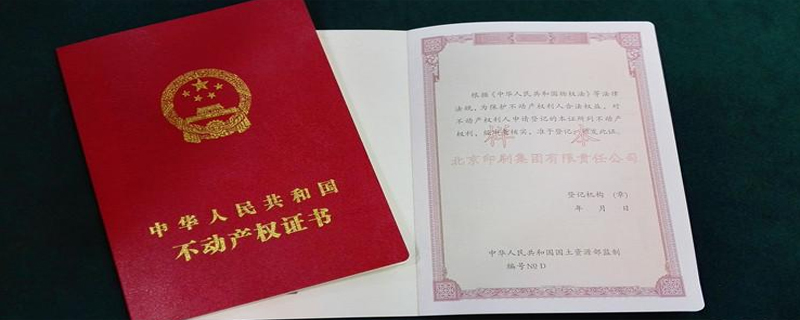 中华人民共和国
不动产权证书
根据《中华人民共和国物权法》等法律
法规,为保护不动产权利人合法权益,对
不动产权利人申请登记的本证所列不动产
权利,经审查核实,准予登记,颁发此证。
样本
北京印刷集团有限责任公司
登记机构 (章)
年 月 日
中华人民共和国国土资源部监制
编号 NO D